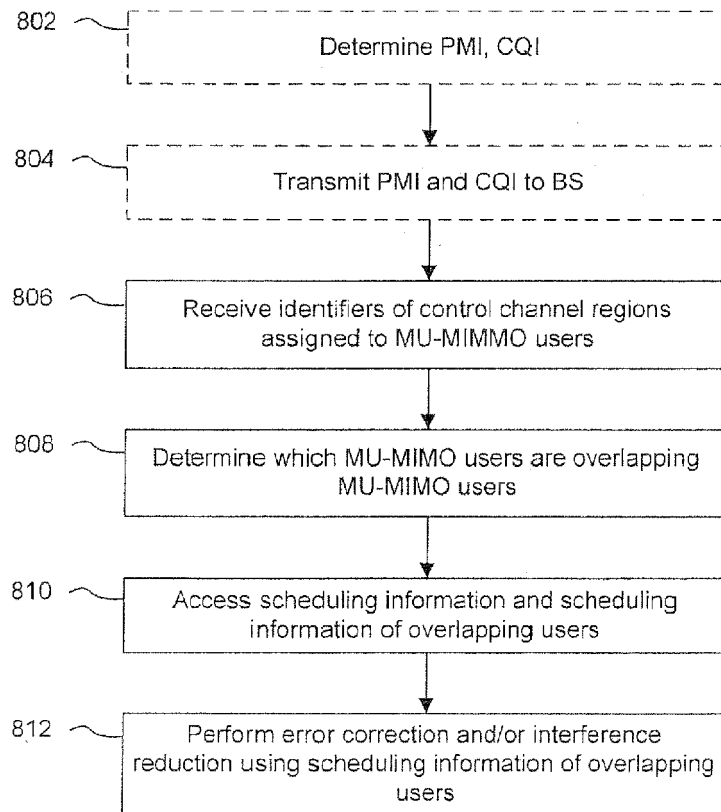 802
Determine PMI, CQI
804
Transmit PMI and CQI to BS
806
Receive identifiers of control channel regions
assigned to MU-MIMMO users
808
Determine which MU-MIMO users are overlapping
MU-MIMO users
810
Access scheduling information and scheduling
information of overlapping users
812
Perform error correction and/or interference
reduction using scheduling information of overlapping
users